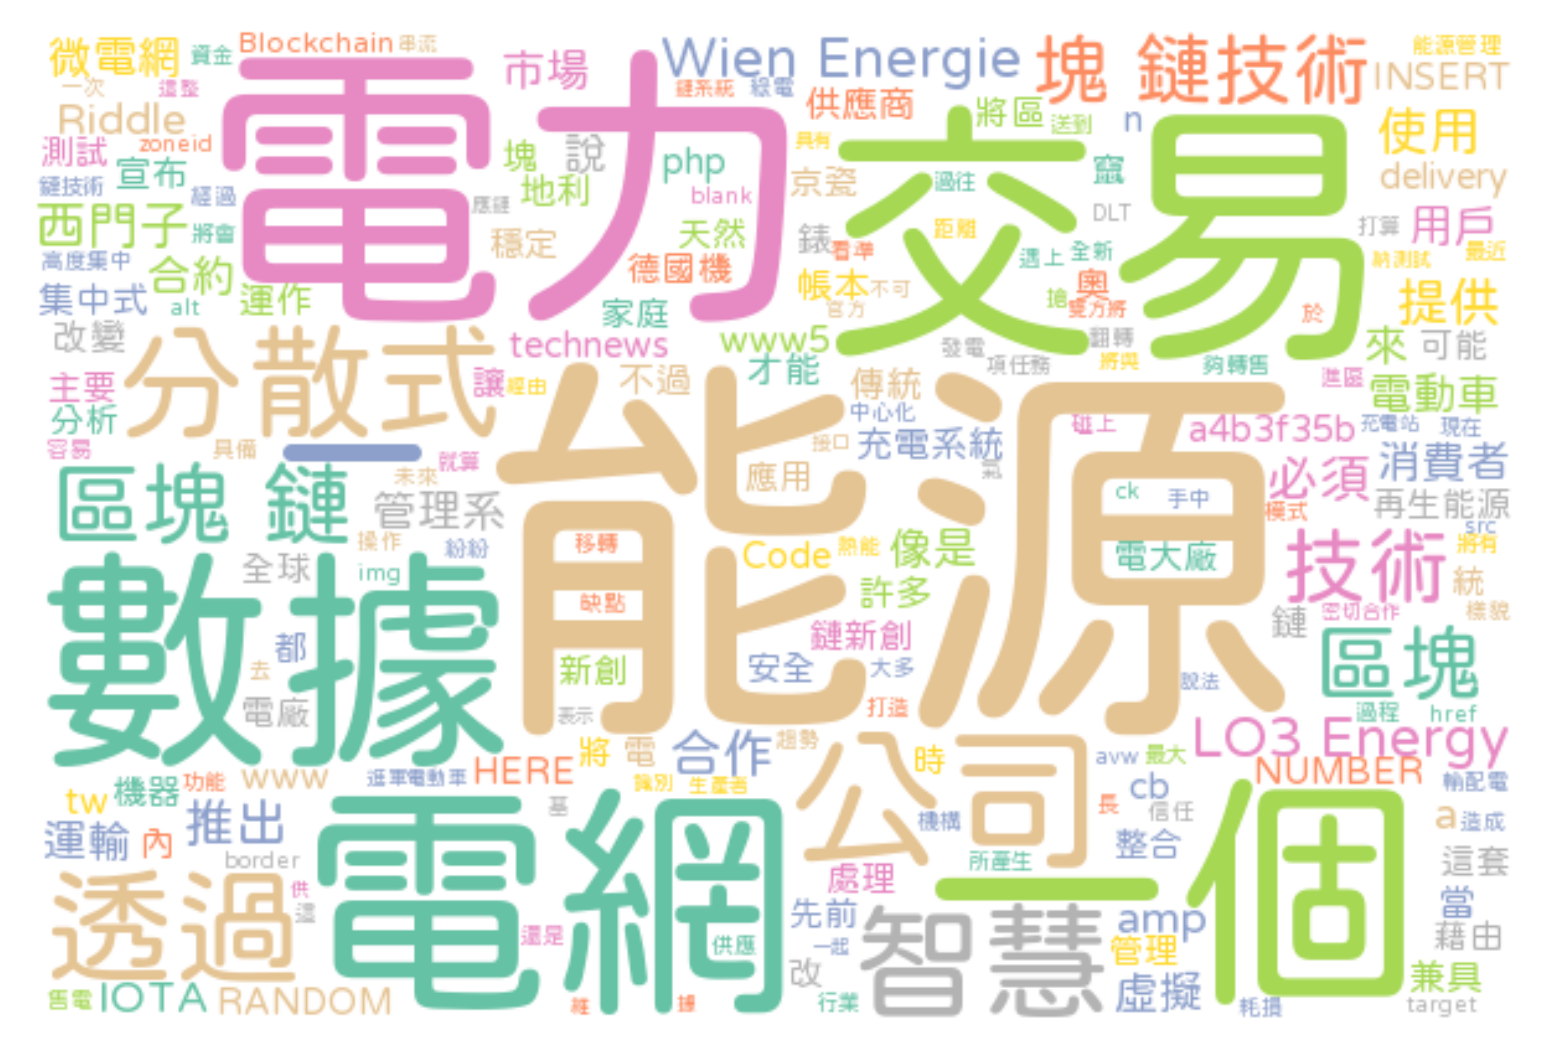 微電網 資金 Blockchain 串流 市場 Wien Energie 塊 鏈技術 能源管理
一次 這整 電力 鏈系統 綠電 供應商 INSERT
Riddle 交易 將區 送到 n 使用
測試 zoneid 塊 說 php 具有
鏈技術 宣布 經過 地利 blank 京瓷 過往 竄 delivery
西門子 將會 應鏈 天然 DLT 打算 用戶
高度集中 合約 穩定 德國機 錶 看準 距離 遇上 全新 納測試 最近
集中式 alt 運作 家庭 帳本 不可 官方 搶 奧 雙方將 於 提供
改變 分散式 technews www5 發電 項任務 翻轉 將與 夠轉售 來 可能
主要 讓 經由 不過 才能 傳統 進區 電動車
分析 一 中心化 碰上 a4b3f35b 充電站 現在
容易 具備 就算 能源 接口 充電系統 消費者
區塊 鏈 未來 管理系 應用 氣 ck 手中 必須 再生能源
操作 紛紛 移轉 Code 熱能 像是 電大廠 模式 src
數據 全球 img 技術 將有
缺點 許多 統
都 鏈新創 鏈 密切合作 樣貌
去 新創 安全 大多 區塊
電廠 表示 打造 說法 過程 href
將 電 合作 趨勢 公司 時 avw 最大 LO3 Energy
機器 功能 www 進軍電動車 HERE 識別 生產者 NUMBER 輸配電
tw 推出 電網 基 cb 長 信任 一個 a 造成
運輸 內 border 機構 整合 這套
透過 供 還 處理 所產生 當
還是 供應 先前 一起 智慧 amp 管理 藉由
改 兼具
售電 IOTA RANDOM 維 據 行業 虛擬 耗損 target